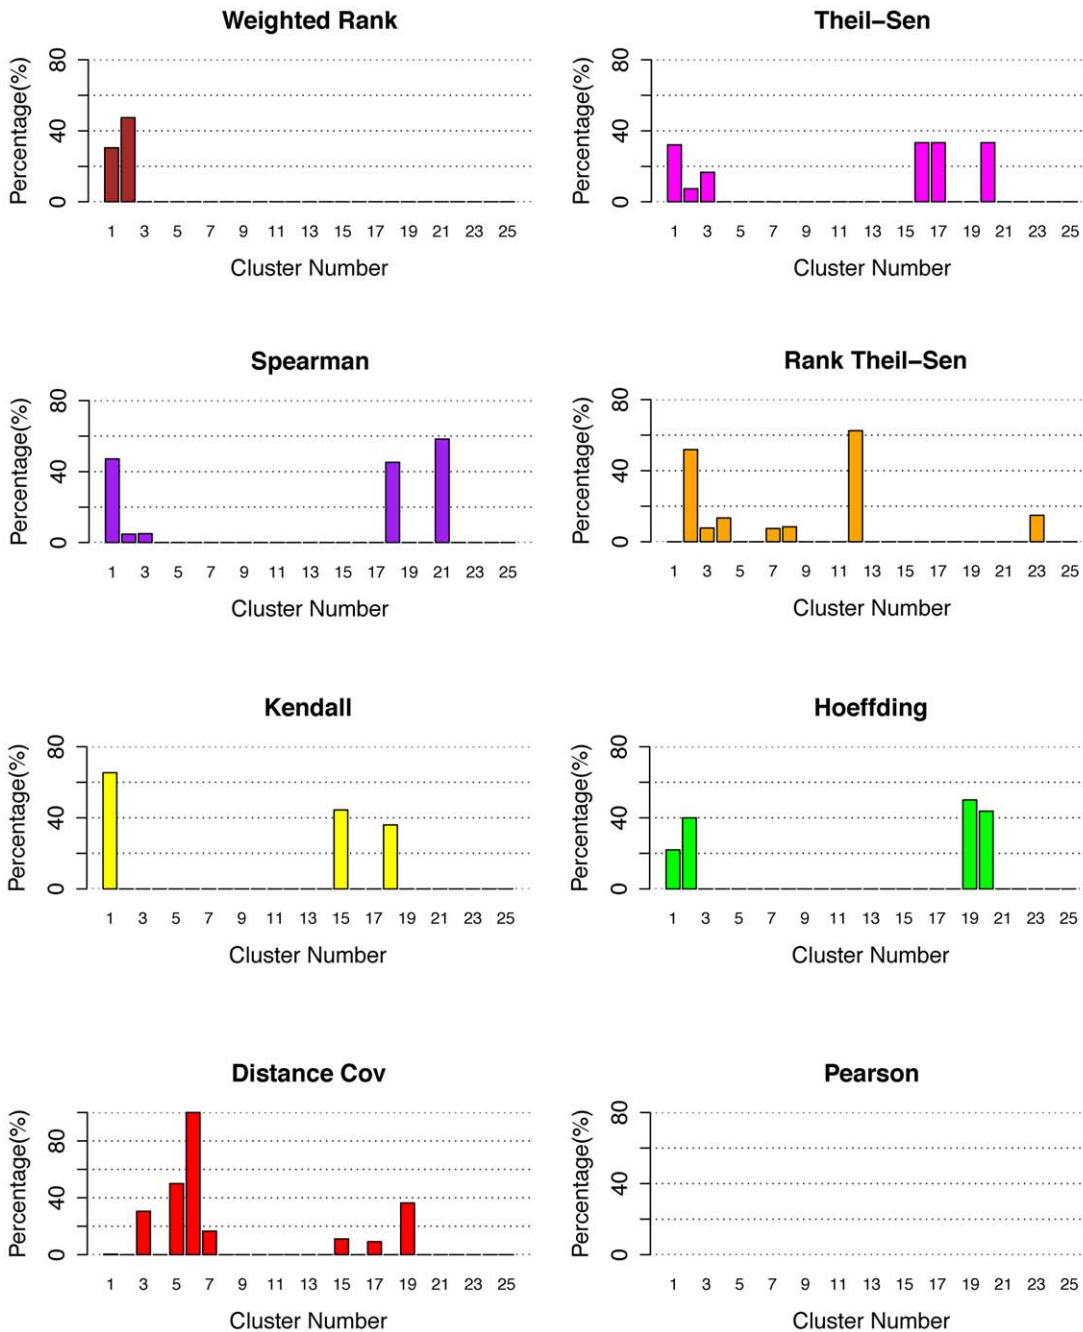 Weighted Rank
Percentage(%)
0 40 80
1 3 5 7 9 11 13 15 17 19 21 23 25
Cluster Number
Theil−Sen
Percentage(%)
0 40 80
1 3 5 7 9 11 13 15 17 19 21 23 25
Cluster Number
Spearman
Percentage(%)
0 40 80
1 3 5 7 9 11 13 15 17 19 21 23 25
Cluster Number
Rank Theil−Sen
Percentage(%)
0 40 80
1 3 5 7 9 11 13 15 17 19 21 23 25
Cluster Number
Kendall
Percentage(%)
0 40 80
1 3 5 7 9 11 13 15 17 19 21 23 25
Cluster Number
Hoeffding
Percentage(%)
0 40 80
1 3 5 7 9 11 13 15 17 19 21 23 25
Cluster Number
Distance Cov
Percentage(%)
0 40 80
1 3 5 7 9 11 13 15 17 19 21 23 25
Cluster Number
Pearson
Percentage(%)
0 40 80
1 3 5 7 9 11 13 15 17 19 21 23 25
Cluster Number